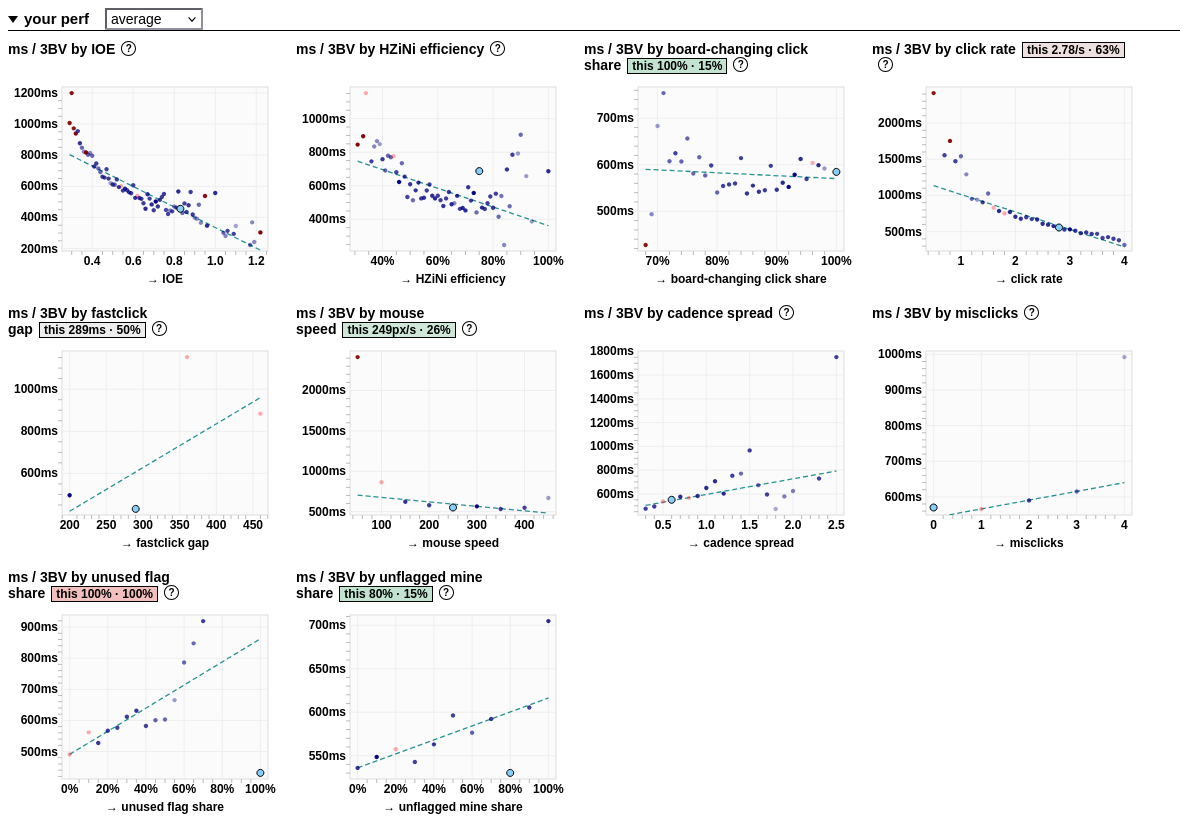 your perf average
ms / 3BV by IOE ?
1200ms
1000ms
800ms
600ms
400ms
200ms
0.4 0.6 0.8 1.0 1.2
→ IOE
ms / 3BV by HZiNi efficiency ?
1000ms
800ms
600ms
400ms
40% 60% 80% 100%
→ HZiNi efficiency
ms / 3BV by board-changing click
share this 100% · 15% ?
700ms
600ms
500ms
70% 80% 90% 100%
→ board-changing click share
ms / 3BV by click rate this 2.78/s · 63%
?
2000ms
1500ms
1000ms
500ms
1 2 3 4
→ click rate
ms / 3BV by fastclick
gap this 289ms · 50% ?
1000ms
800ms
600ms
200 250 300 350 400 450
→ fastclick gap
ms / 3BV by mouse
speed this 249px/s · 26% ?
2000ms
1500ms
1000ms
500ms
100 200 300 400
→ mouse speed
ms / 3BV by cadence spread ?
1800ms
1600ms
1400ms
1200ms
1000ms
800ms
600ms
0.5 1.0 1.5 2.0 2.5
→ cadence spread
ms / 3BV by misclicks ?
1000ms
900ms
800ms
700ms
600ms
0 1 2 3 4
→ misclicks
ms / 3BV by unused flag
share this 100% · 100% ?
900ms
800ms
700ms
600ms
500ms
0% 20% 40% 60% 80% 100%
→ unused flag share
ms / 3BV by unflagged mine
share this 80% · 15% ?
700ms
650ms
600ms
550ms
0% 20% 40% 60% 80% 100%
→ unflagged mine share